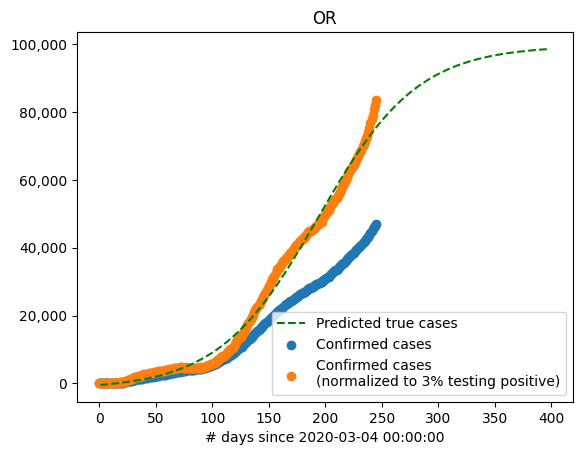 OR
100,000
80,000
60,000
40,000
20,000
0
Predicted true cases
Confirmed cases
Confirmed cases
(normalized to 3% testing positive)
0 50 100 150 200 250 300 350 400
# days since 2020-03-04 00:00:00